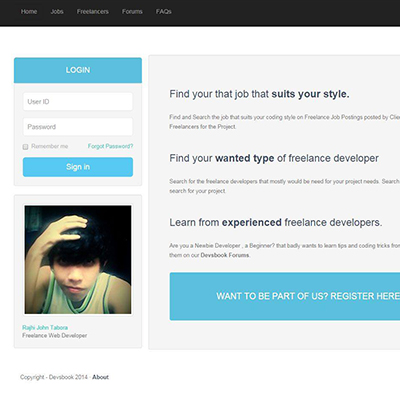 Home Jobs Freelancers Forums FAQs
LOGIN
User ID
Password
Remember me Forgot Password?
Sign in
Rajhi John Tabora
Freelance Web Developer
Find your that job that suits your style.
Find and Search the job that suits your coding style on Freelance Job Postings posted by Clie
Freelancers for the Project.
Find your wanted type of freelance developer
Search for the freelance developers that mostly would be need for your project needs. Search
search for your project.
Learn from experienced freelance developers.
Are you a Newbie Developer , a Beginner? that badly wants to learn tips and coding tricks from
them on our Devsbook Forums.
WANT TO BE PART OF US? REGISTER HERE
Copyright - Devsbook 2014 - About